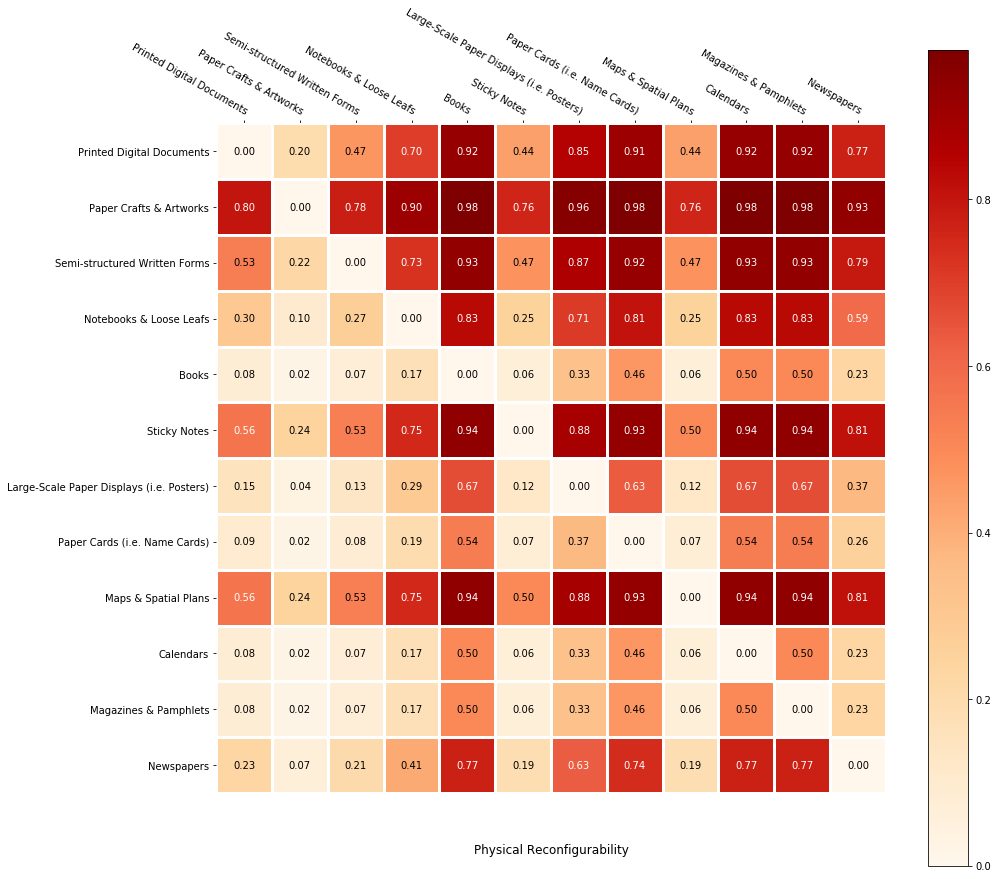 Printed Digital Documents
Paper Crafts & Artworks
Semi-structured Written Forms
Notebooks & Loose Leafs
Books
Large-Scale Paper Displays (i.e. Posters)
Sticky Notes
Paper Cards (i.e. Name Cards)
Maps & Spatial Plans
Calendars
Magazines & Pamphlets
Newspapers
Printed Digital Documents 0.00 0.20 0.47 0.70 0.92 0.44 0.85 0.91 0.44 0.92 0.92 0.77
Paper Crafts & Artworks 0.80 0.00 0.78 0.90 0.98 0.76 0.96 0.98 0.76 0.98 0.98 0.93
Semi-structured Written Forms 0.53 0.22 0.00 0.73 0.93 0.47 0.87 0.92 0.47 0.93 0.93 0.79
Notebooks & Loose Leafs 0.30 0.10 0.27 0.00 0.83 0.25 0.71 0.81 0.25 0.83 0.83 0.59
Books 0.08 0.02 0.07 0.17 0.00 0.06 0.33 0.46 0.06 0.50 0.50 0.23
Sticky Notes 0.56 0.24 0.53 0.75 0.94 0.00 0.88 0.93 0.50 0.94 0.94 0.81
Large-Scale Paper Displays (i.e. Posters) 0.15 0.04 0.13 0.29 0.67 0.12 0.00 0.63 0.12 0.67 0.67 0.37
Paper Cards (i.e. Name Cards) 0.09 0.02 0.08 0.19 0.54 0.07 0.37 0.00 0.07 0.54 0.54 0.26
Maps & Spatial Plans 0.56 0.24 0.53 0.75 0.94 0.50 0.88 0.93 0.00 0.94 0.94 0.81
Calendars 0.08 0.02 0.07 0.17 0.50 0.06 0.33 0.46 0.06 0.00 0.50 0.23
Magazines & Pamphlets 0.08 0.02 0.07 0.17 0.50 0.06 0.33 0.46 0.06 0.50 0.00 0.23
Newspapers 0.23 0.07 0.21 0.41 0.77 0.19 0.63 0.74 0.19 0.77 0.77 0.00
Physical Reconfigurability
0.8
0.6
0.4
0.2
0.0